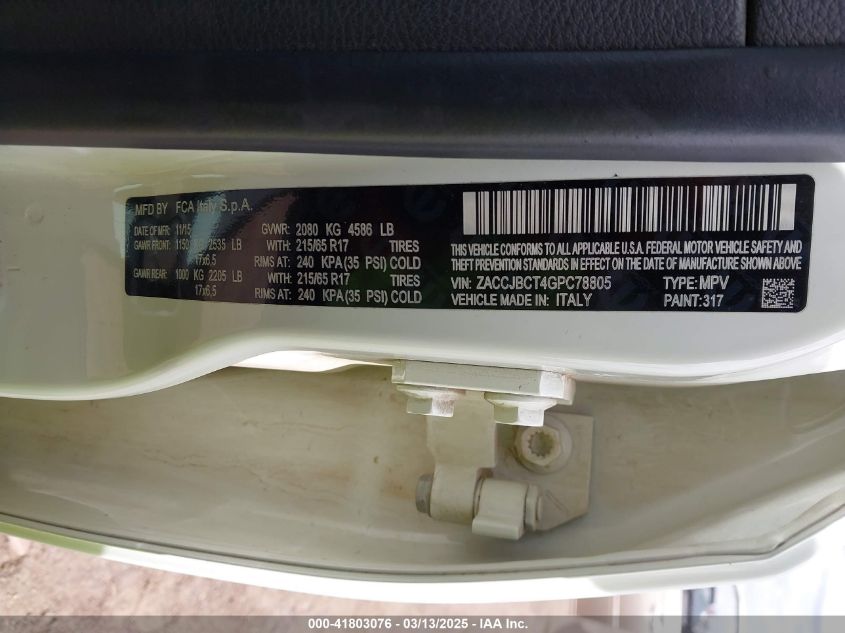 MFD BY FCA Italy S.p.A.
DATE OF MFR: 11/15 GVWR: 2080 KG 4586 LB
GAWR FRONT: 1150 KG 2535 LB WITH: 215/65 R17 TIRES
17x6,5 RIMS AT: 240 KPA(35 PSI) COLD
GAWR REAR: 1000 KG 2205 LB WITH: 215/65 R17 TIRES
17x6,5 RIMS AT: 240 KPA(35 PSI) COLD
THIS VEHICLE CONFORMS TO ALL APPLICABLE U.S.A. FEDERAL MOTOR VEHICLE SAFETY AND
THEFT PREVENTION STANDARDS IN EFFECT ON THE DATE OF MANUFACTURE SHOWN ABOVE
VIN: ZACCJBCT4GPC78805 TYPE: MPV
VEHICLE MADE IN: ITALY PAINT: 317
000-41803076 / 03/13/2025 - IAA Inc.